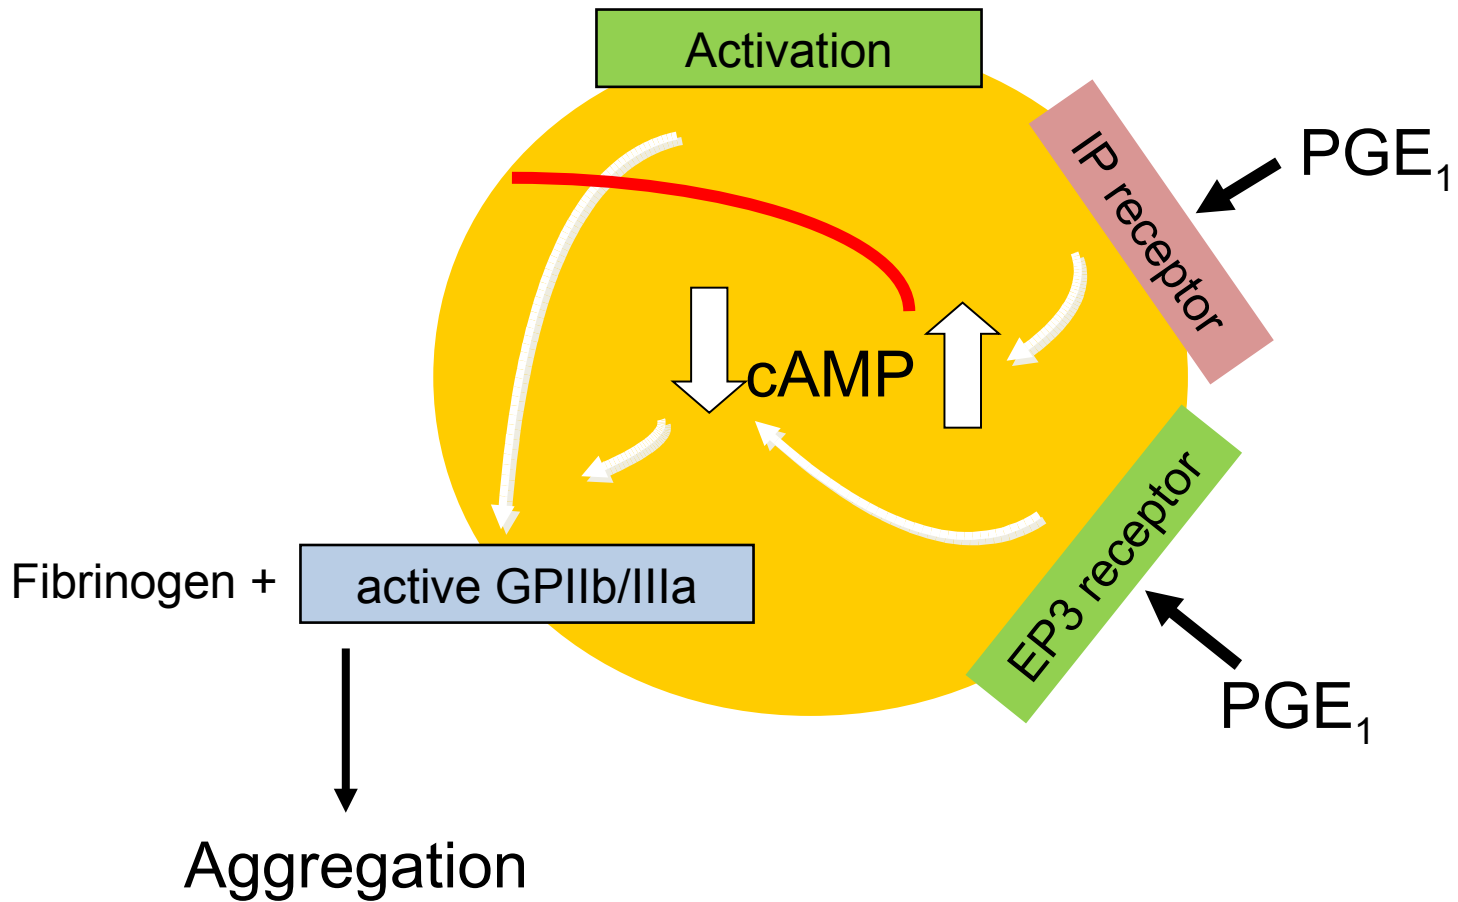 Activation
IP receptor
PGE₁
cAMP
EP3 receptor
Fibrinogen + active GPIIb/IIIa
PGE₁
Aggregation